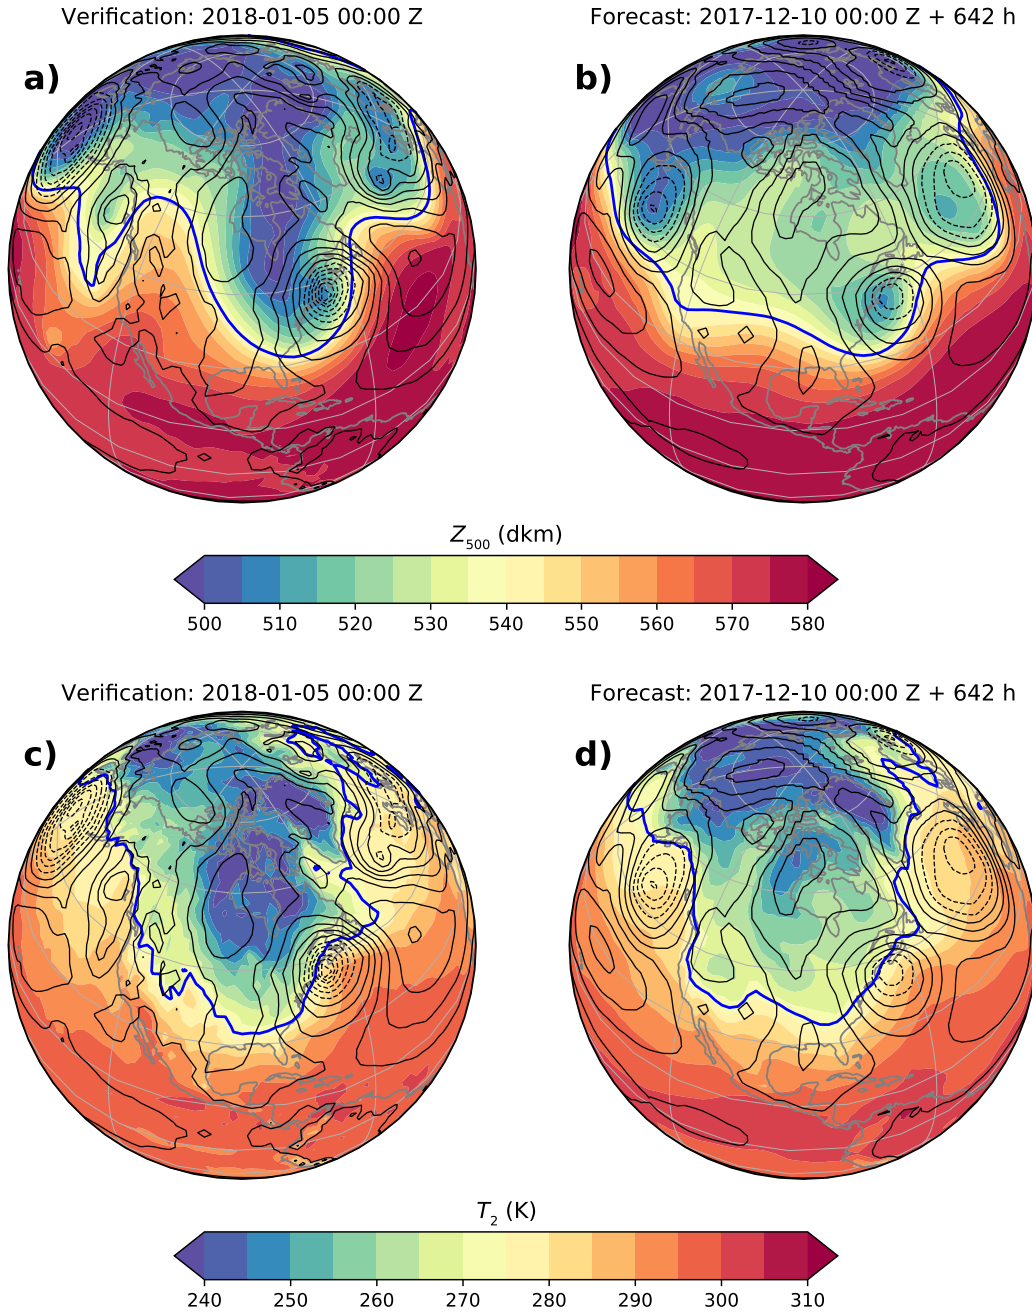 Verification: 2018-01-05 00:00 Z
Forecast: 2017-12-10 00:00 Z + 642 h
a)
b)
Z500 (dkm)
500 510 520 530 540 550 560 570 580
Verification: 2018-01-05 00:00 Z
Forecast: 2017-12-10 00:00 Z + 642 h
c)
d)
T2 (K)
240 250 260 270 280 290 300 310